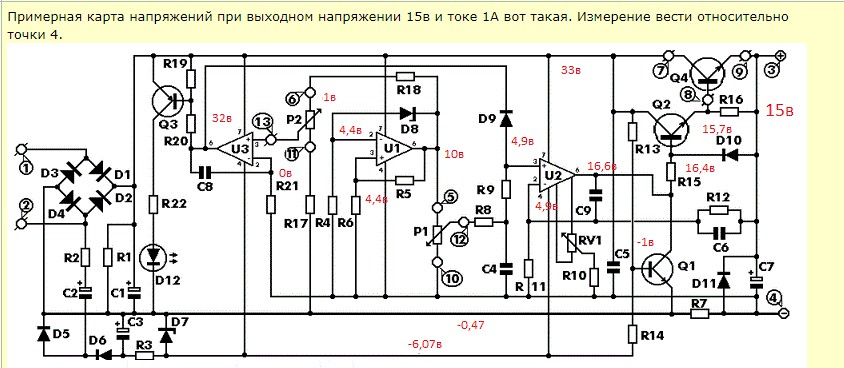 Примерная карта напряжений при выходном напряжении 15в и токе 1А вот такая. Измерение вести относительно
точки 4.
R19
Q3
R20
32в
13
6
1в
P2
11
R18
D8
4,4в
U1
10в
R5
4,4в
D9
4,9в
33в
7
Q4
9
3
8
Q2
R16
15в
15,7в
D10
R13
16,4в
R15
1
2
D3
D1
D4
D2
U3
C8
0в
R21
R22
D12
R17
R4
R6
5
P1
12
R8
10
R9
C4
U2
4,9в
16,6в
C9
RV1
R10
R 11
C5
-1в
Q1
R12
C6
D11
C7
4
R7
R14
R2
R1
C2
C1
D5
D6
C3
R3
D7
-0,47
-6,07в
7
6
3
2
4
7
2
3
6
4
7
3
2
6
4